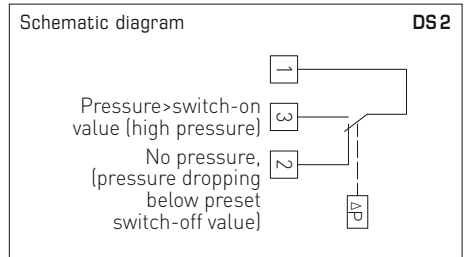 Schematic diagram
DS 2
1
Pressure>switch-on
value (high pressure)
3
No pressure,
(pressure dropping
below preset
switch-off value)
2
ΔP